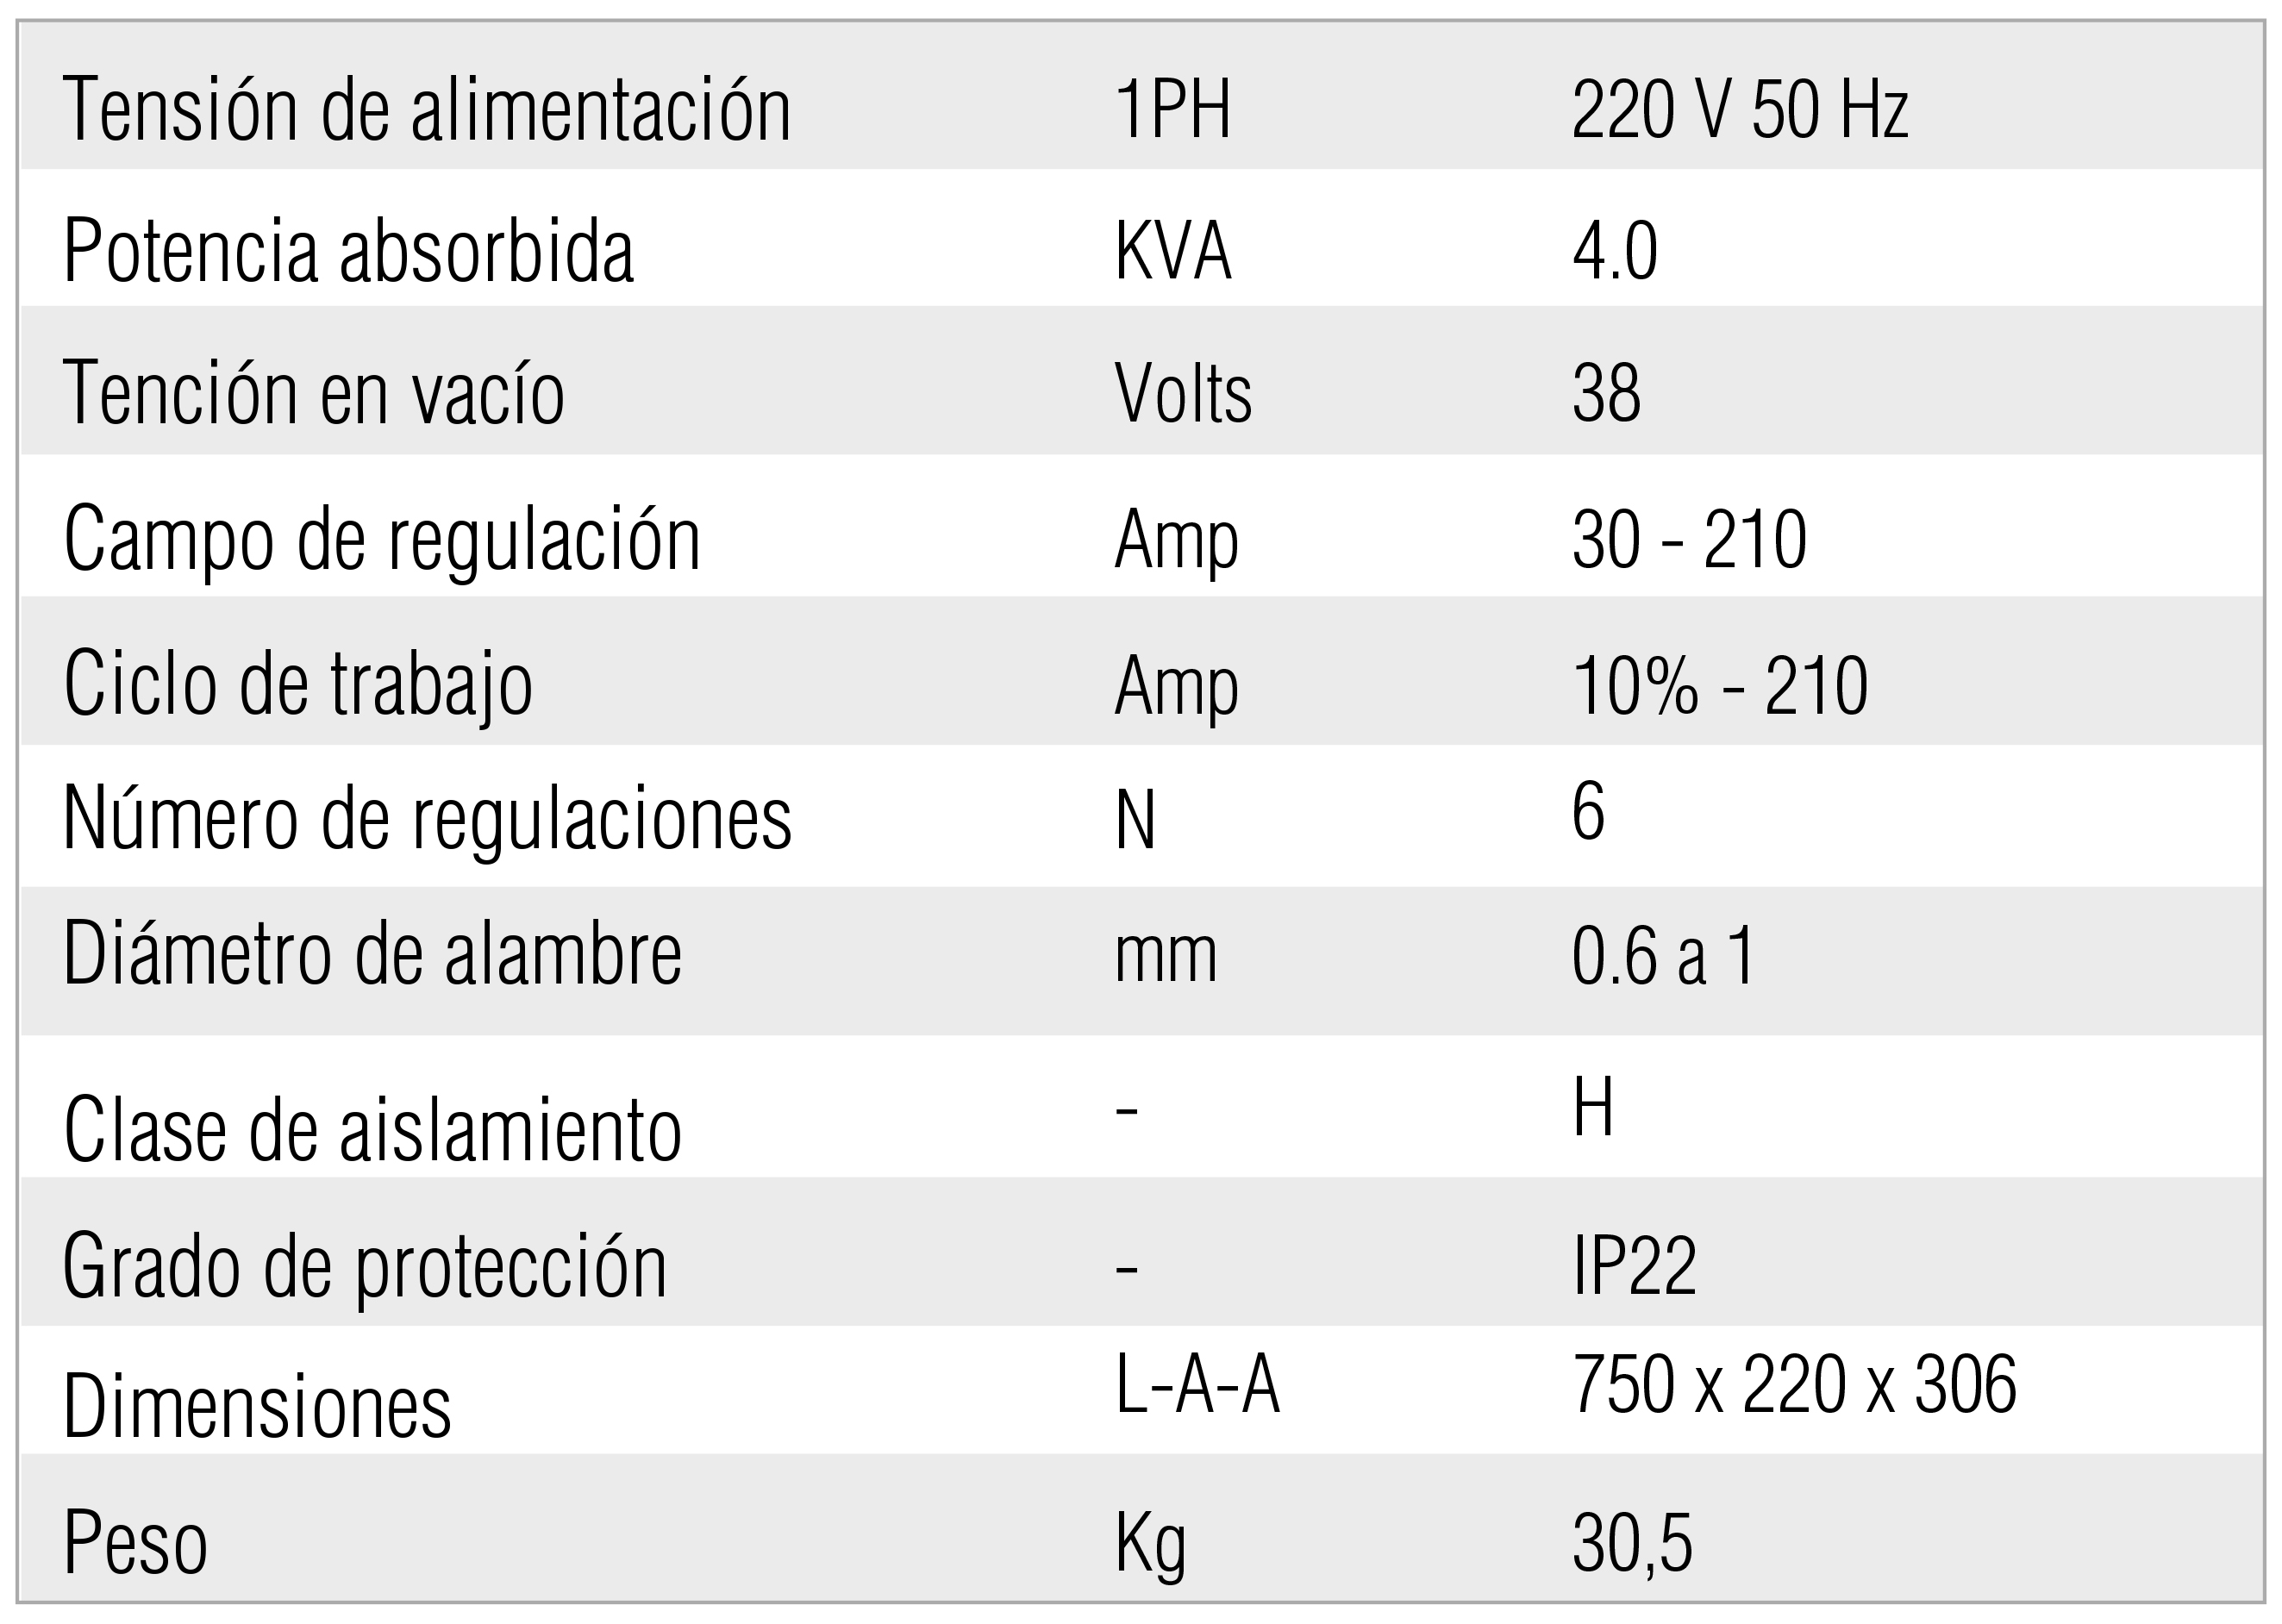 Tensión de alimentación 1PH 220 V 50 Hz
Potencia absorbida KVA 4.0
Tención en vacío Volts 38
Campo de regulación Amp 30 - 210
Ciclo de trabajo Amp 10% - 210
Número de regulaciones N 6
Diámetro de alambre mm 0.6 a 1
Clase de aislamiento - H
Grado de protección - IP22
Dimensiones L-A-A 750 x 220 x 306
Peso Kg 30,5